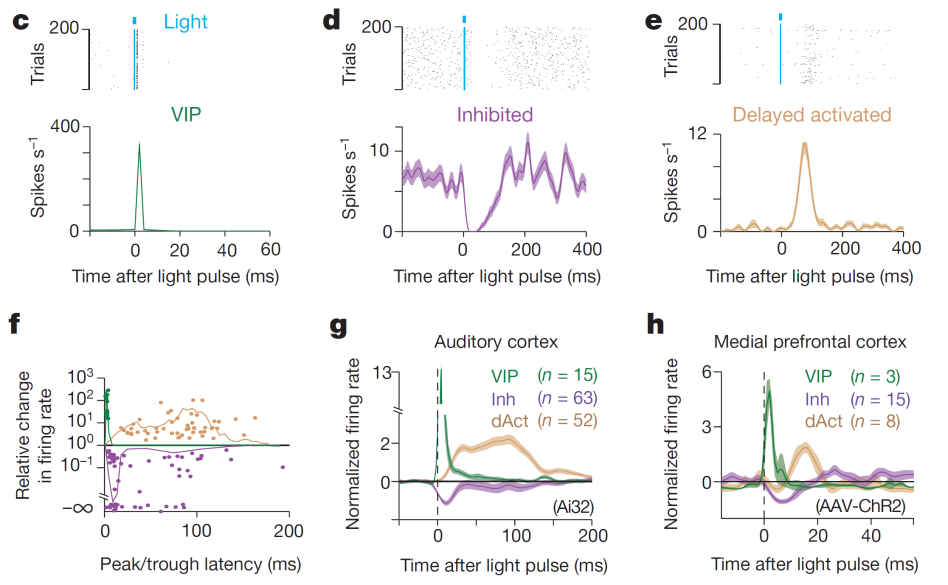 c
Light
200
Trials
VIP
400
Spikes s⁻¹
0
0 20 40 60
Time after light pulse (ms)
d
200
Trials
Inhibited
10
Spikes s⁻¹
0
0 200 400
Time after light pulse (ms)
e
200
Trials
Delayed activated
12
Spikes s⁻¹
0
0 200 400
Time after light pulse (ms)
f
Relative change
in firing rate
10³
10²
10¹
10⁰
10⁻¹
−∞
0 100 200
Peak/trough latency (ms)
g
Auditory cortex
Normalized firing rate
13
2
0
VIP (n = 15)
Inh (n = 63)
dAct (n = 52)
(Ai32)
0 100 200
Time after light pulse (ms)
h
Medial prefrontal cortex
Normalized firing rate
6
3
0
VIP (n = 3)
Inh (n = 15)
dAct (n = 8)
(AAV-ChR2)
0 20 40
Time after light pulse (ms)